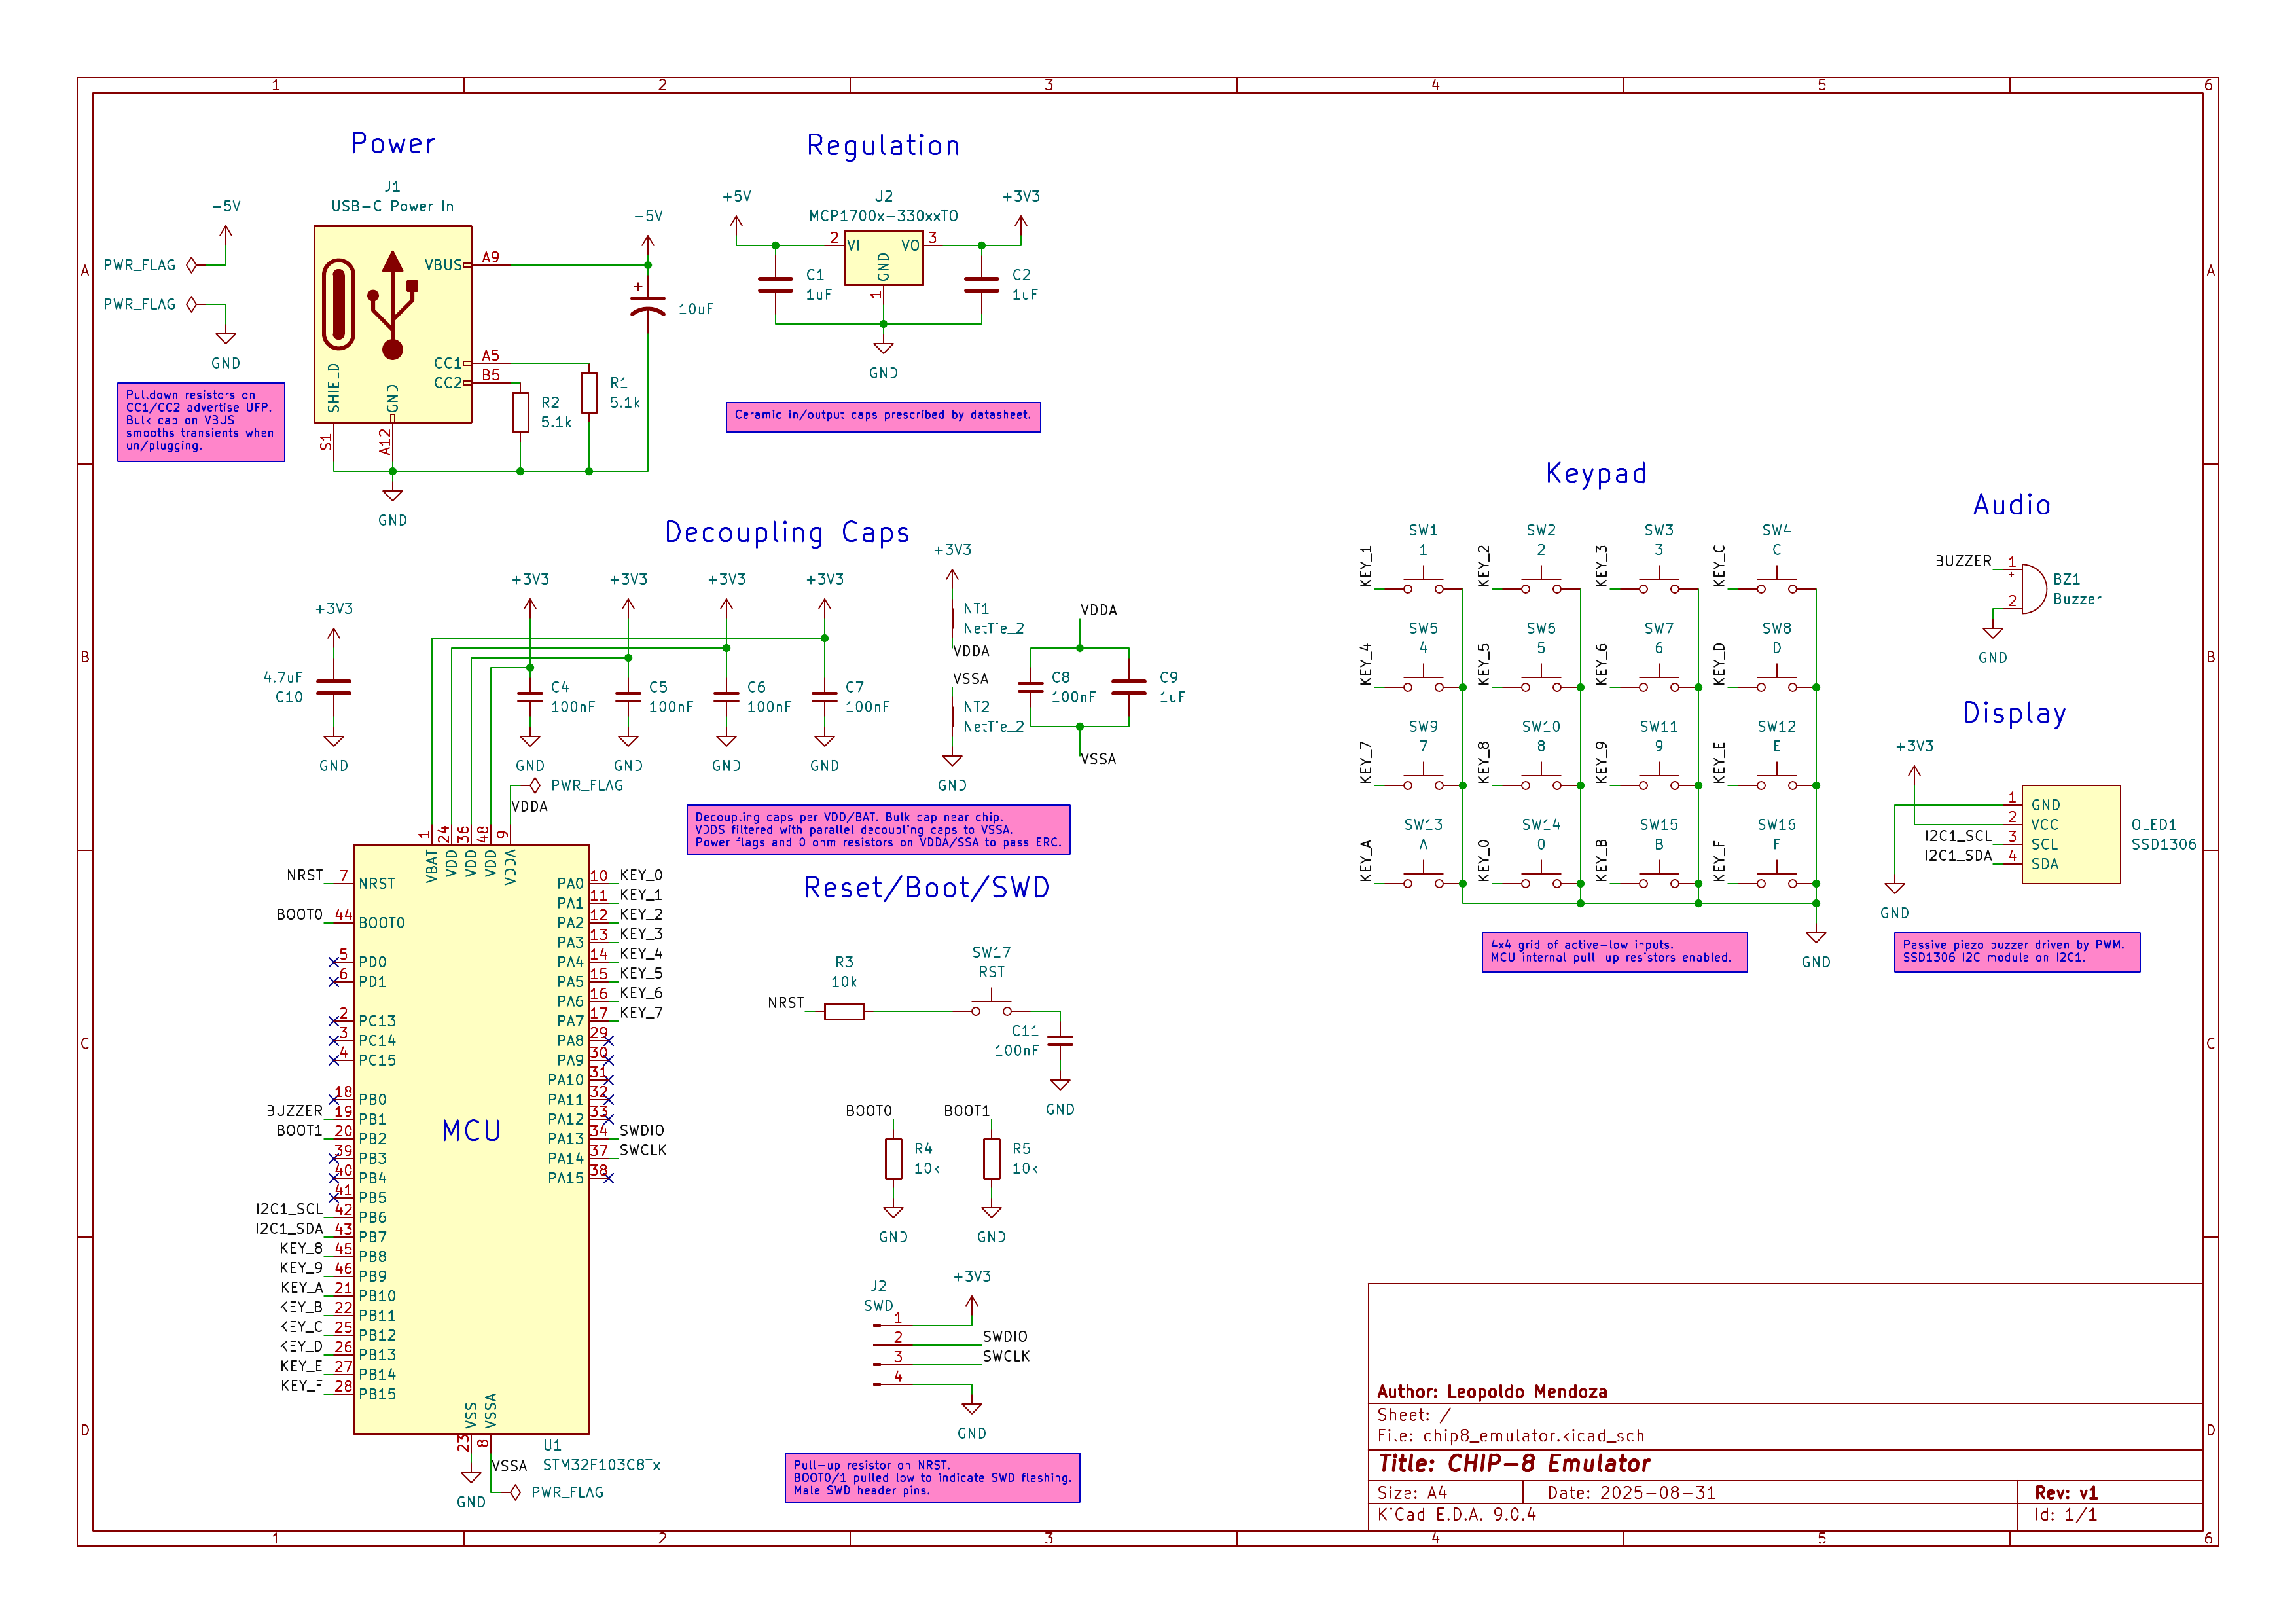 1 2 3 4 5 6
A
B
C
D
Power
J1
USB-C Power In
+5V
PWR_FLAG
PWR_FLAG
GND
VBUS A9
CC1 A5
CC2 B5
SHIELD
GND
S1
A12
+5V
10uF
R1
5.1k
R2
5.1k
GND
Pulldown resistors on
CC1/CC2 advertise UFP.
Bulk cap on VBUS
smooths transients when
un/plugging.
Regulation
+5V
U2
MCP1700x-330xxTO
+3V3
2 VI
VO 3
GND
1
C1
1uF
C2
1uF
GND
Ceramic in/output caps prescribed by datasheet.
Decoupling Caps
+3V3
4.7uF
C10
GND
+3V3
C4
100nF
GND
+3V3
C5
100nF
GND
+3V3
C6
100nF
GND
+3V3
C7
100nF
GND
+3V3
NT1
NetTie_2
VDDA
VSSA
NT2
NetTie_2
GND
VDDA
C8
100nF
C9
1uF
VSSA
PWR_FLAG
VDDA
Decoupling caps per VDD/BAT. Bulk cap near chip.
VDDS filtered with parallel decoupling caps to VSSA.
Power flags and 0 ohm resistors on VDDA/SSA to pass ERC.
1 24 36 48 9
VBAT VDD VDD VDD VDDA
NRST 7 NRST
BOOT0 44 BOOT0
5 PD0
6 PD1
2 PC13
3 PC14
4 PC15
18 PB0
BUZZER 19 PB1
BOOT1 20 PB2
39 PB3
40 PB4
41 PB5
I2C1_SCL 42 PB6
I2C1_SDA 43 PB7
KEY_8 45 PB8
KEY_9 46 PB9
KEY_A 21 PB10
KEY_B 22 PB11
KEY_C 25 PB12
KEY_D 26 PB13
KEY_E 27 PB14
KEY_F 28 PB15
MCU
PA0 10 KEY_0
PA1 11 KEY_1
PA2 12 KEY_2
PA3 13 KEY_3
PA4 14 KEY_4
PA5 15 KEY_5
PA6 16 KEY_6
PA7 17 KEY_7
PA8 29
PA9 30
PA10 31
PA11 32
PA12 33
PA13 34 SWDIO
PA14 37 SWCLK
PA15 38
VSS VSSA
23 8
U1
STM32F103C8Tx
VSSA
GND
PWR_FLAG
Reset/Boot/SWD
NRST
R3
10k
SW17
RST
C11
100nF
GND
BOOT0
R4
10k
GND
BOOT1
R5
10k
GND
J2
SWD
+3V3
1
2 SWDIO
3 SWCLK
4
GND
Pull-up resistor on NRST.
BOOT0/1 pulled low to indicate SWD flashing.
Male SWD header pins.
Keypad
KEY_1 SW1 1
KEY_2 SW2 2
KEY_3 SW3 3
KEY_C SW4 C
KEY_4 SW5 4
KEY_5 SW6 5
KEY_6 SW7 6
KEY_D SW8 D
KEY_7 SW9 7
KEY_8 SW10 8
KEY_9 SW11 9
KEY_E SW12 E
KEY_A SW13 A
KEY_0 SW14 0
KEY_B SW15 B
KEY_F SW16 F
GND
4x4 grid of active-low inputs.
MCU internal pull-up resistors enabled.
Audio
BUZZER 1
+
2
BZ1
Buzzer
GND
Display
+3V3
1 GND
2 VCC
I2C1_SCL 3 SCL
I2C1_SDA 4 SDA
OLED1
SSD1306
GND
Passive piezo buzzer driven by PWM.
SSD1306 I2C module on I2C1.
Author: Leopoldo Mendoza
Sheet: /
File: chip8_emulator.kicad_sch
Title: CHIP-8 Emulator
Size: A4 Date: 2025-08-31 Rev: v1
KiCad E.D.A. 9.0.4 Id: 1/1
A
B
C
D
1 2 3 4 5 6